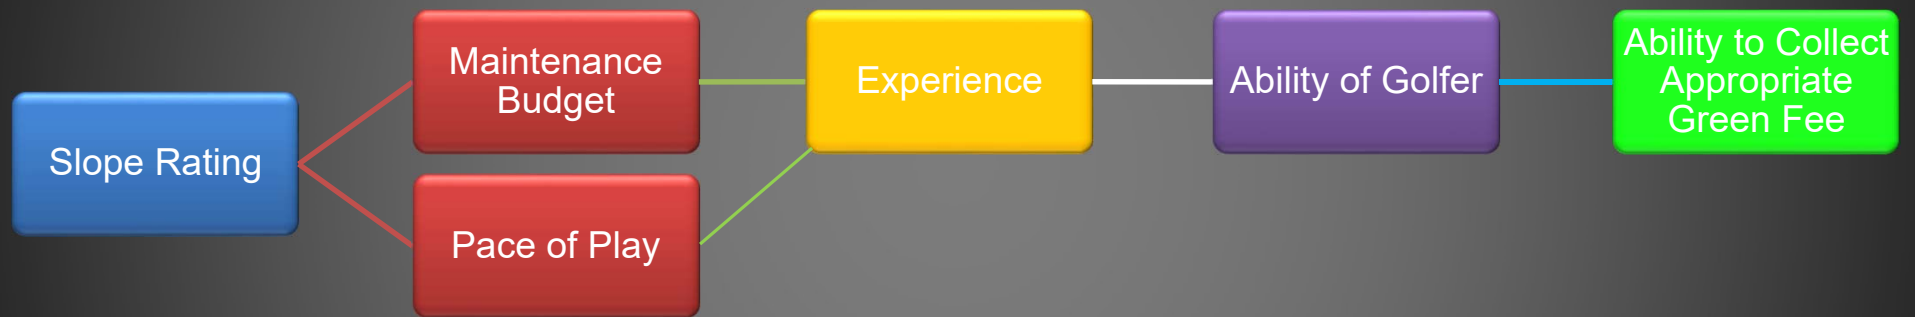 Slope Rating
Maintenance
Budget
Pace of Play
Experience
Ability of Golfer
Ability to Collect
Appropriate
Green Fee